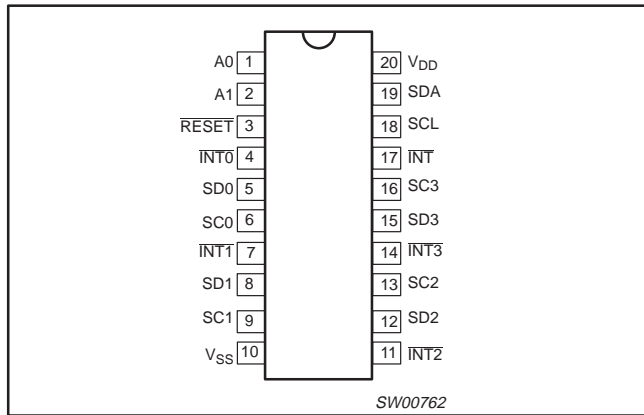 A0 1 20 VDD
A1 2 19 SDA
RESET 3 18 SCL
INT0 4 17 INT
SD0 5 16 SC3
SC0 6 15 SD3
INT1 7 14 INT3
SD1 8 13 SC2
SC1 9 12 SD2
VSS 10 11 INT2
SW00762